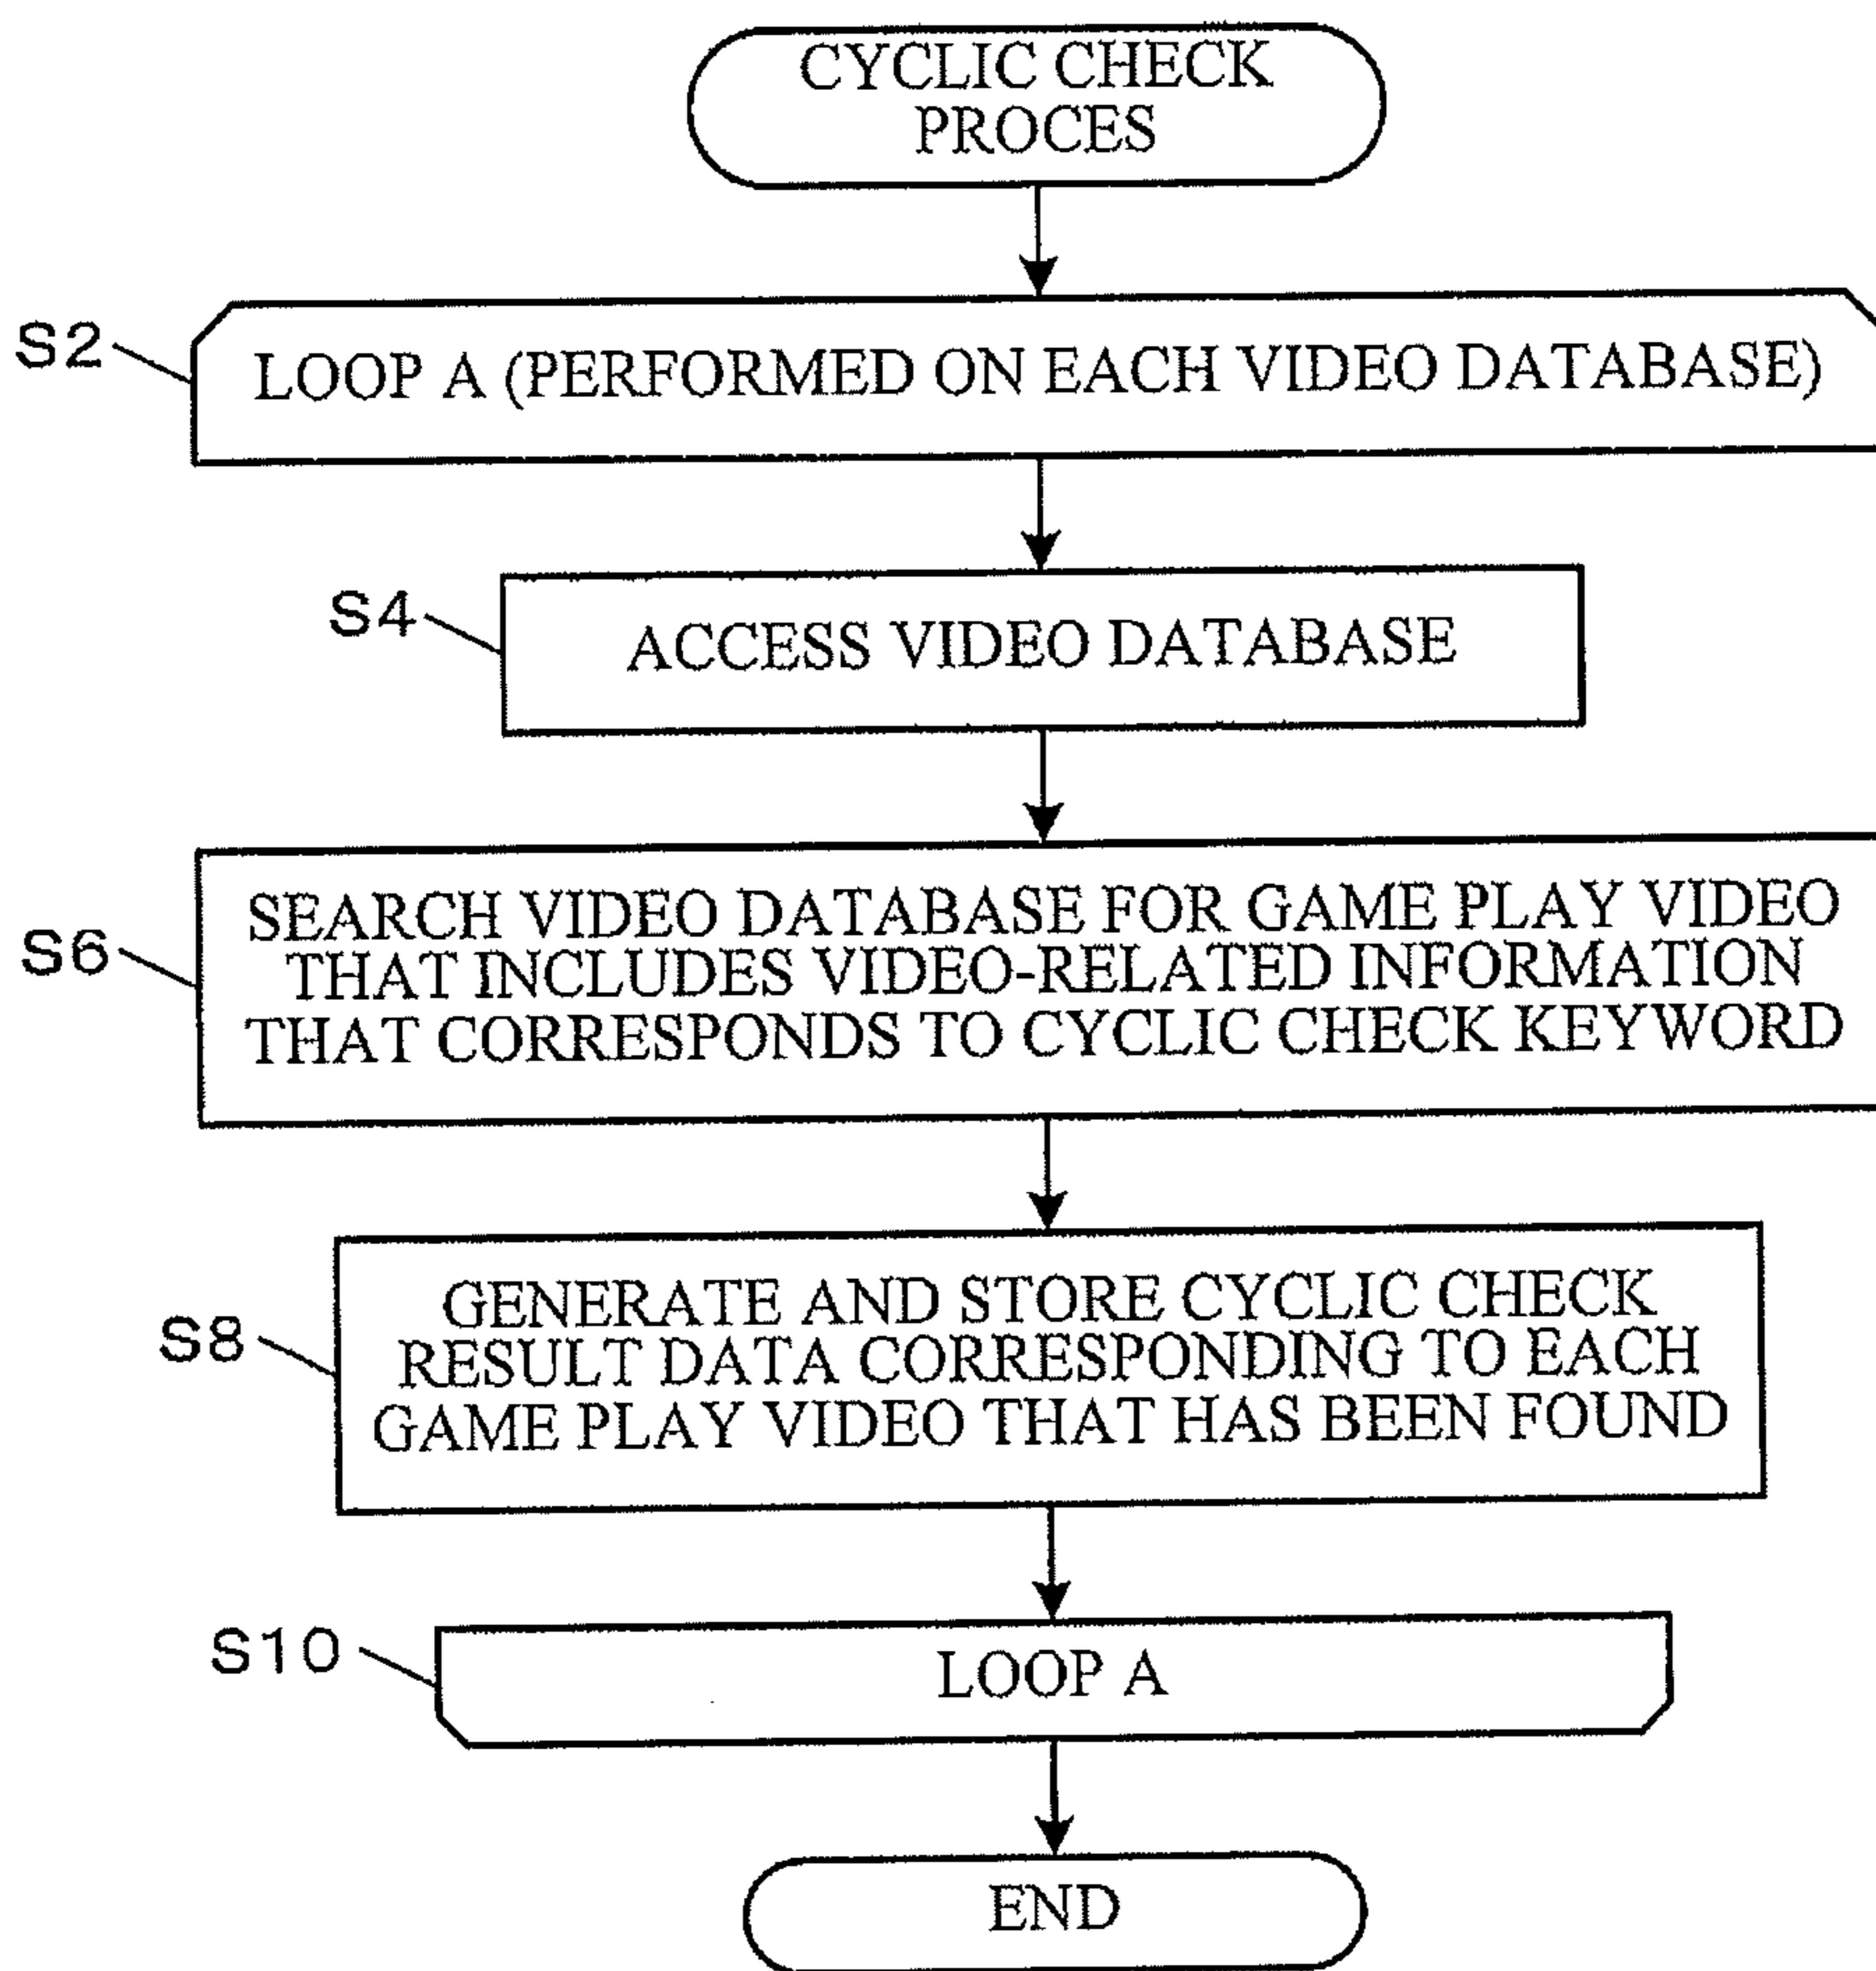 CYCLIC CHECK
PROCES
S2
LOOP A (PERFORMED ON EACH VIDEO DATABASE)
S4
ACCESS VIDEO DATABASE
S6
SEARCH VIDEO DATABASE FOR GAME PLAY VIDEO
THAT INCLUDES VIDEO-RELATED INFORMATION
THAT CORRESPONDS TO CYCLIC CHECK KEYWORD
S8
GENERATE AND STORE CYCLIC CHECK
RESULT DATA CORRESPONDING TO EACH
GAME PLAY VIDEO THAT HAS BEEN FOUND
S10
LOOP A
END